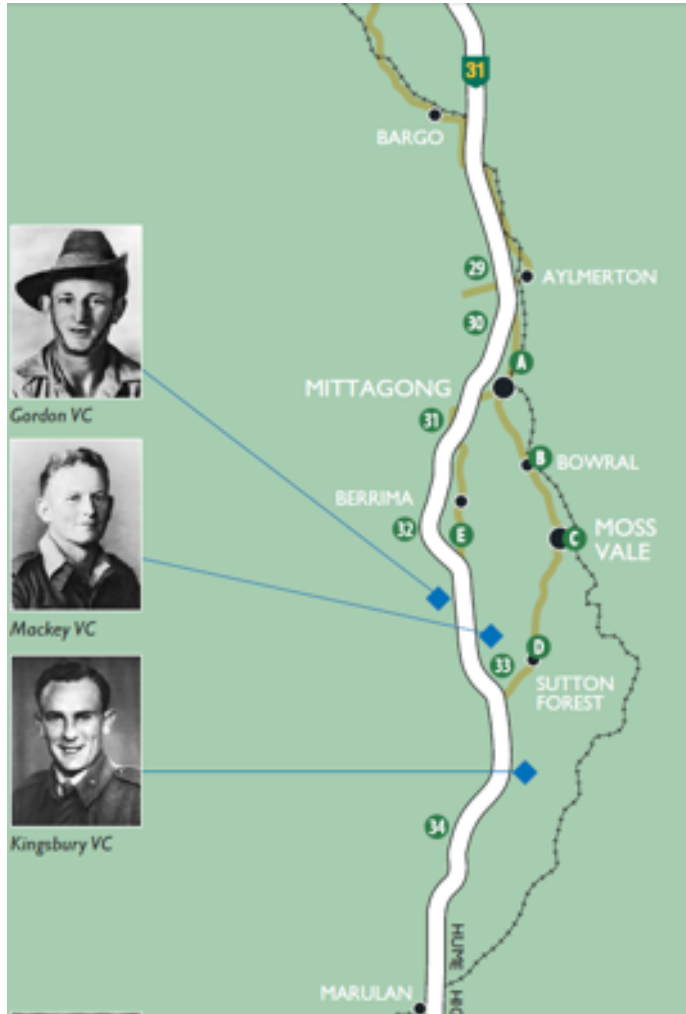 31
BARGO
29
AYLMERTON
30
A
MITTAGONG
Gordon VC
31
B
BOWRAL
BERRIMA
32
E
C
MOSS
VALE
Mackey VC
33
D
SUTTON
FOREST
34
Kingsbury VC
HUME
MARULAN